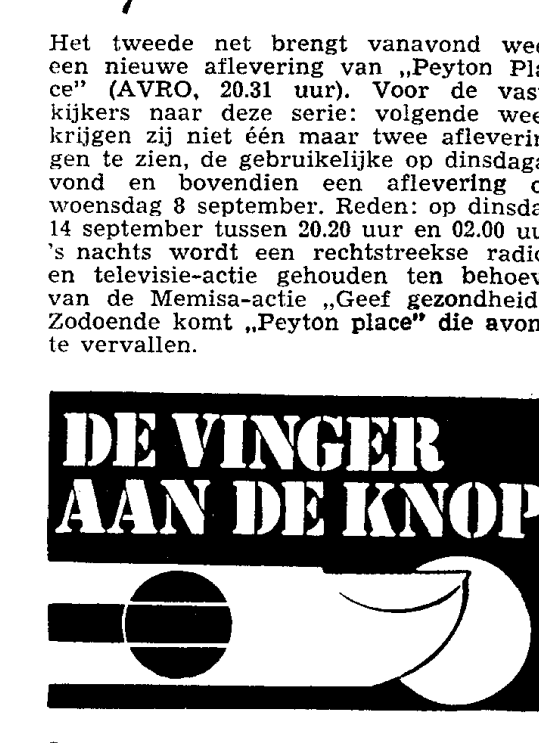 Het tweede net brengt vanavond wee
een nieuwe aflevering van „Peyton Pla
ce” (AVRO, 20.31 uur). Voor de vas
kijkers naar deze serie: volgende wee
krijgen zij niet één maar twee afleverin
gen te zien, de gebruikelijke op dinsdaga
vond en bovendien een aflevering o
woensdag 8 september. Reden: op dinsda
14 september tussen 20.20 uur en 02.00 uu
's nachts wordt een rechtstreekse radio
en televisie-actie gehouden ten behoev
van de Memisa-actie „Geef gezondheid
Zodoende komt „Peyton place” die avon
te vervallen.
DE VINGER
AAN DE KNOP